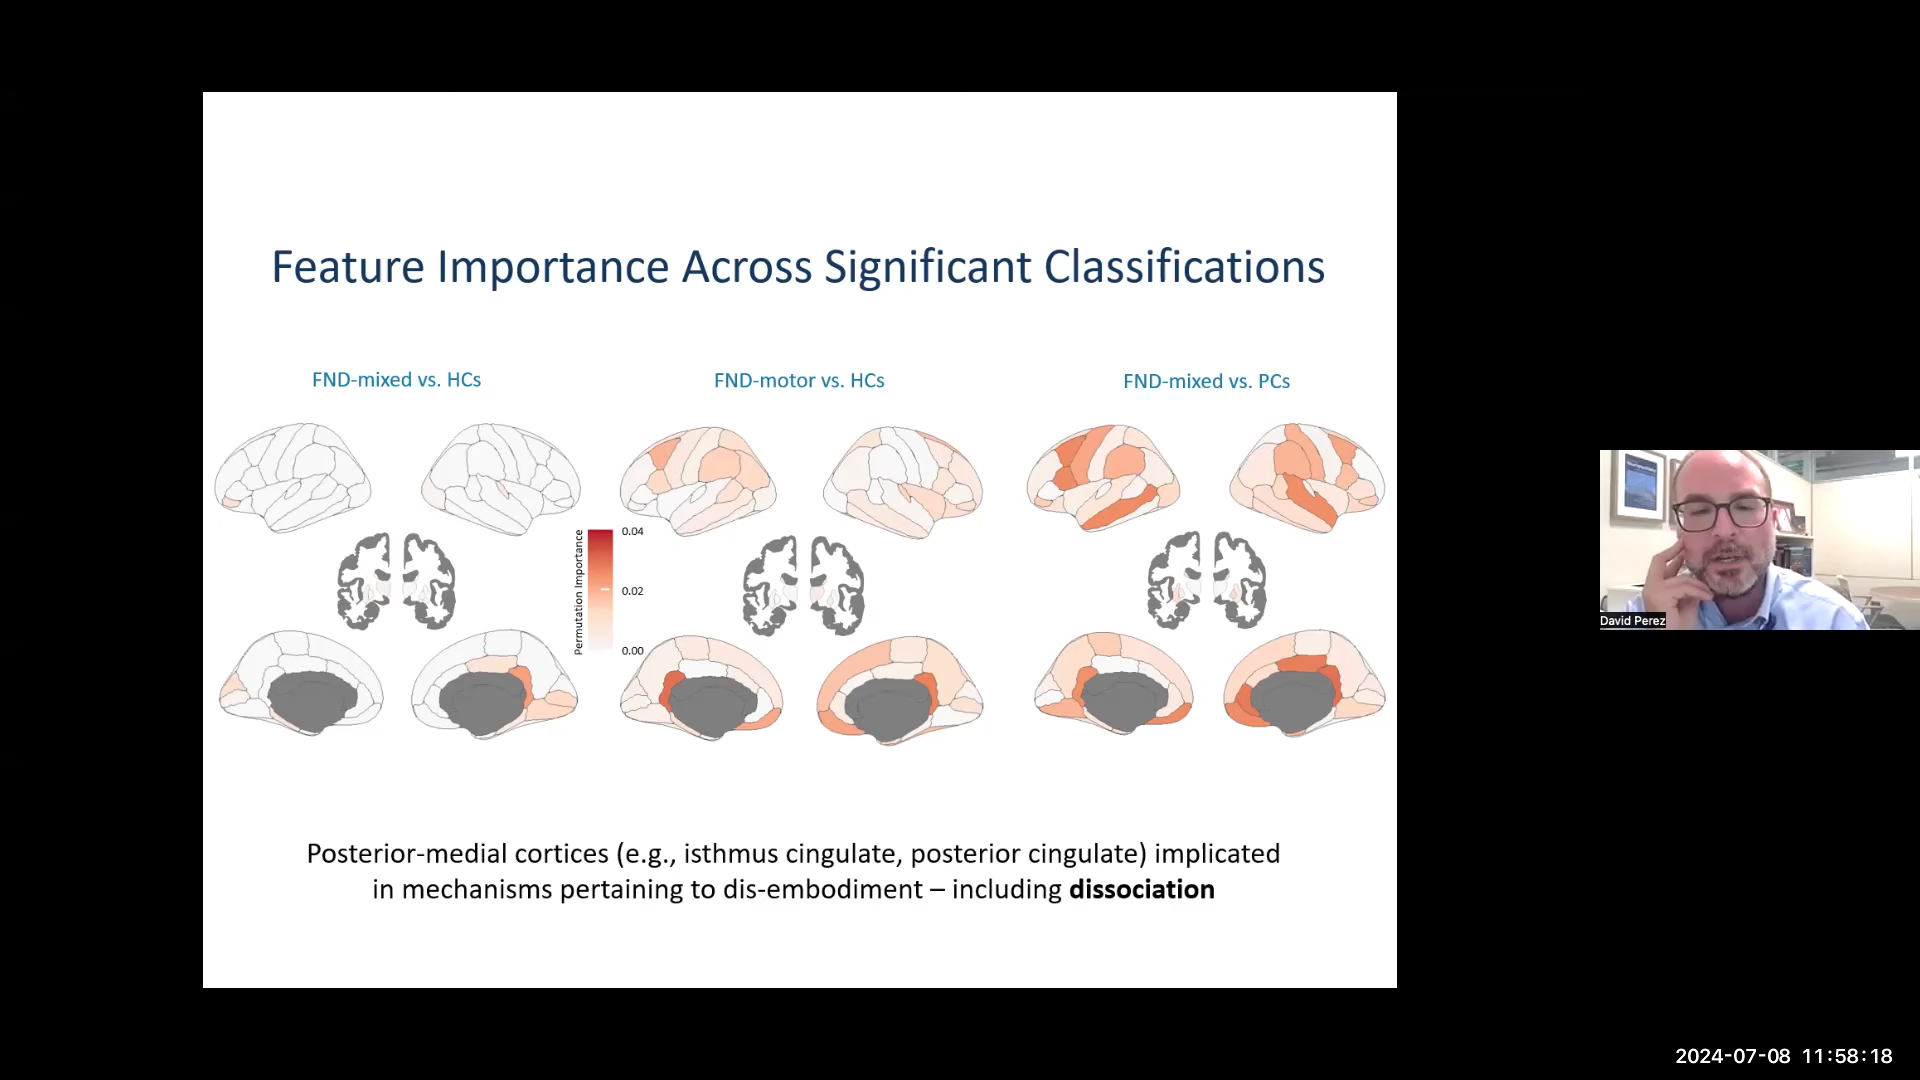 Feature Importance Across Significant Classifications
FND-mixed vs. HCs
FND-motor vs. HCs
FND-mixed vs. PCs
Permutation Importance
0.04
0.02
0.00
David Perez
Posterior-medial cortices (e.g., isthmus cingulate, posterior cingulate) implicated
in mechanisms pertaining to dis-embodiment – including dissociation
2024-07-08 11:58:18